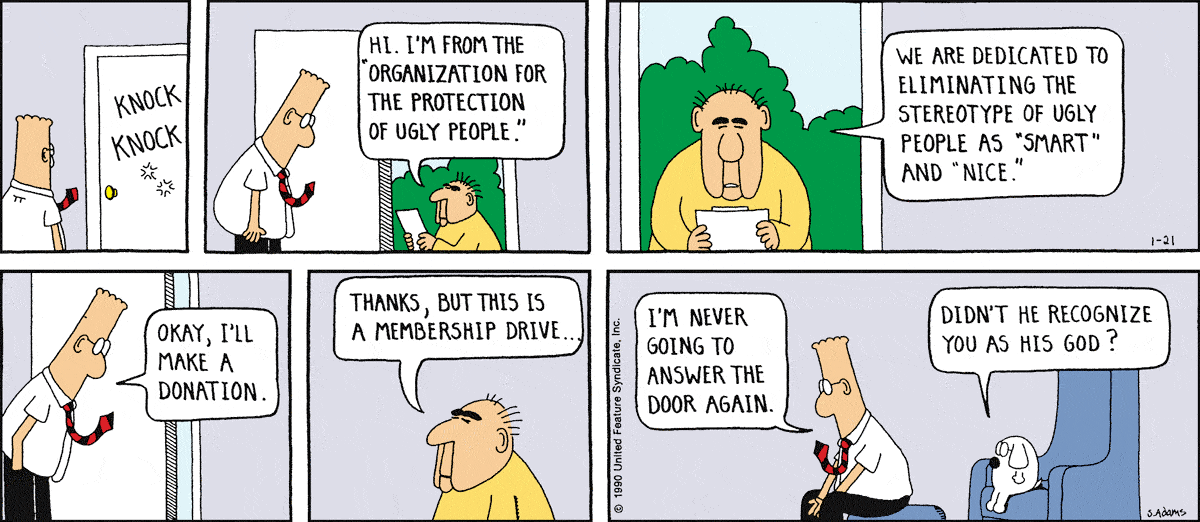 KNOCK
KNOCK
HI. I'M FROM THE
"ORGANIZATION FOR
THE PROTECTION
OF UGLY PEOPLE."
WE ARE DEDICATED TO
ELIMINATING THE
STEREOTYPE OF UGLY
PEOPLE AS "SMART"
AND "NICE."
1-21
OKAY, I'LL
MAKE A
DONATION.
THANKS, BUT THIS IS
A MEMBERSHIP DRIVE...
© 1990 United Feature Syndicate, Inc.
I'M NEVER
GOING TO
ANSWER THE
DOOR AGAIN.
DIDN'T HE RECOGNIZE
YOU AS HIS GOD?
S.Adams